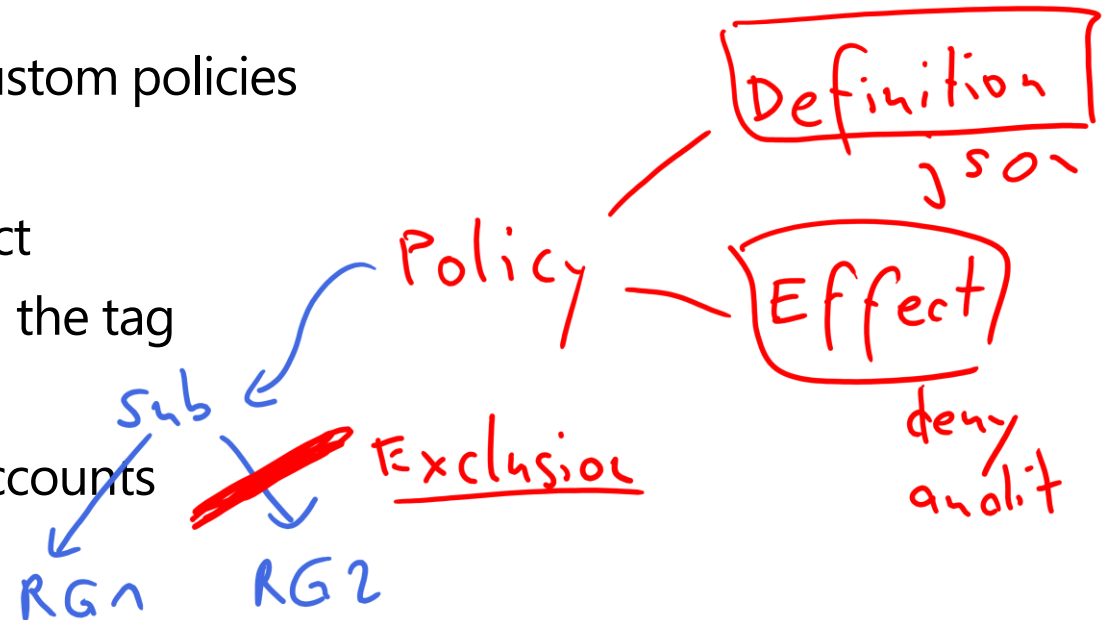 ustom policies
Definition
json
ct
Policy
the tag
Effect
Sub
deny
audit
ccounts
Exclusion
RG1
RG2